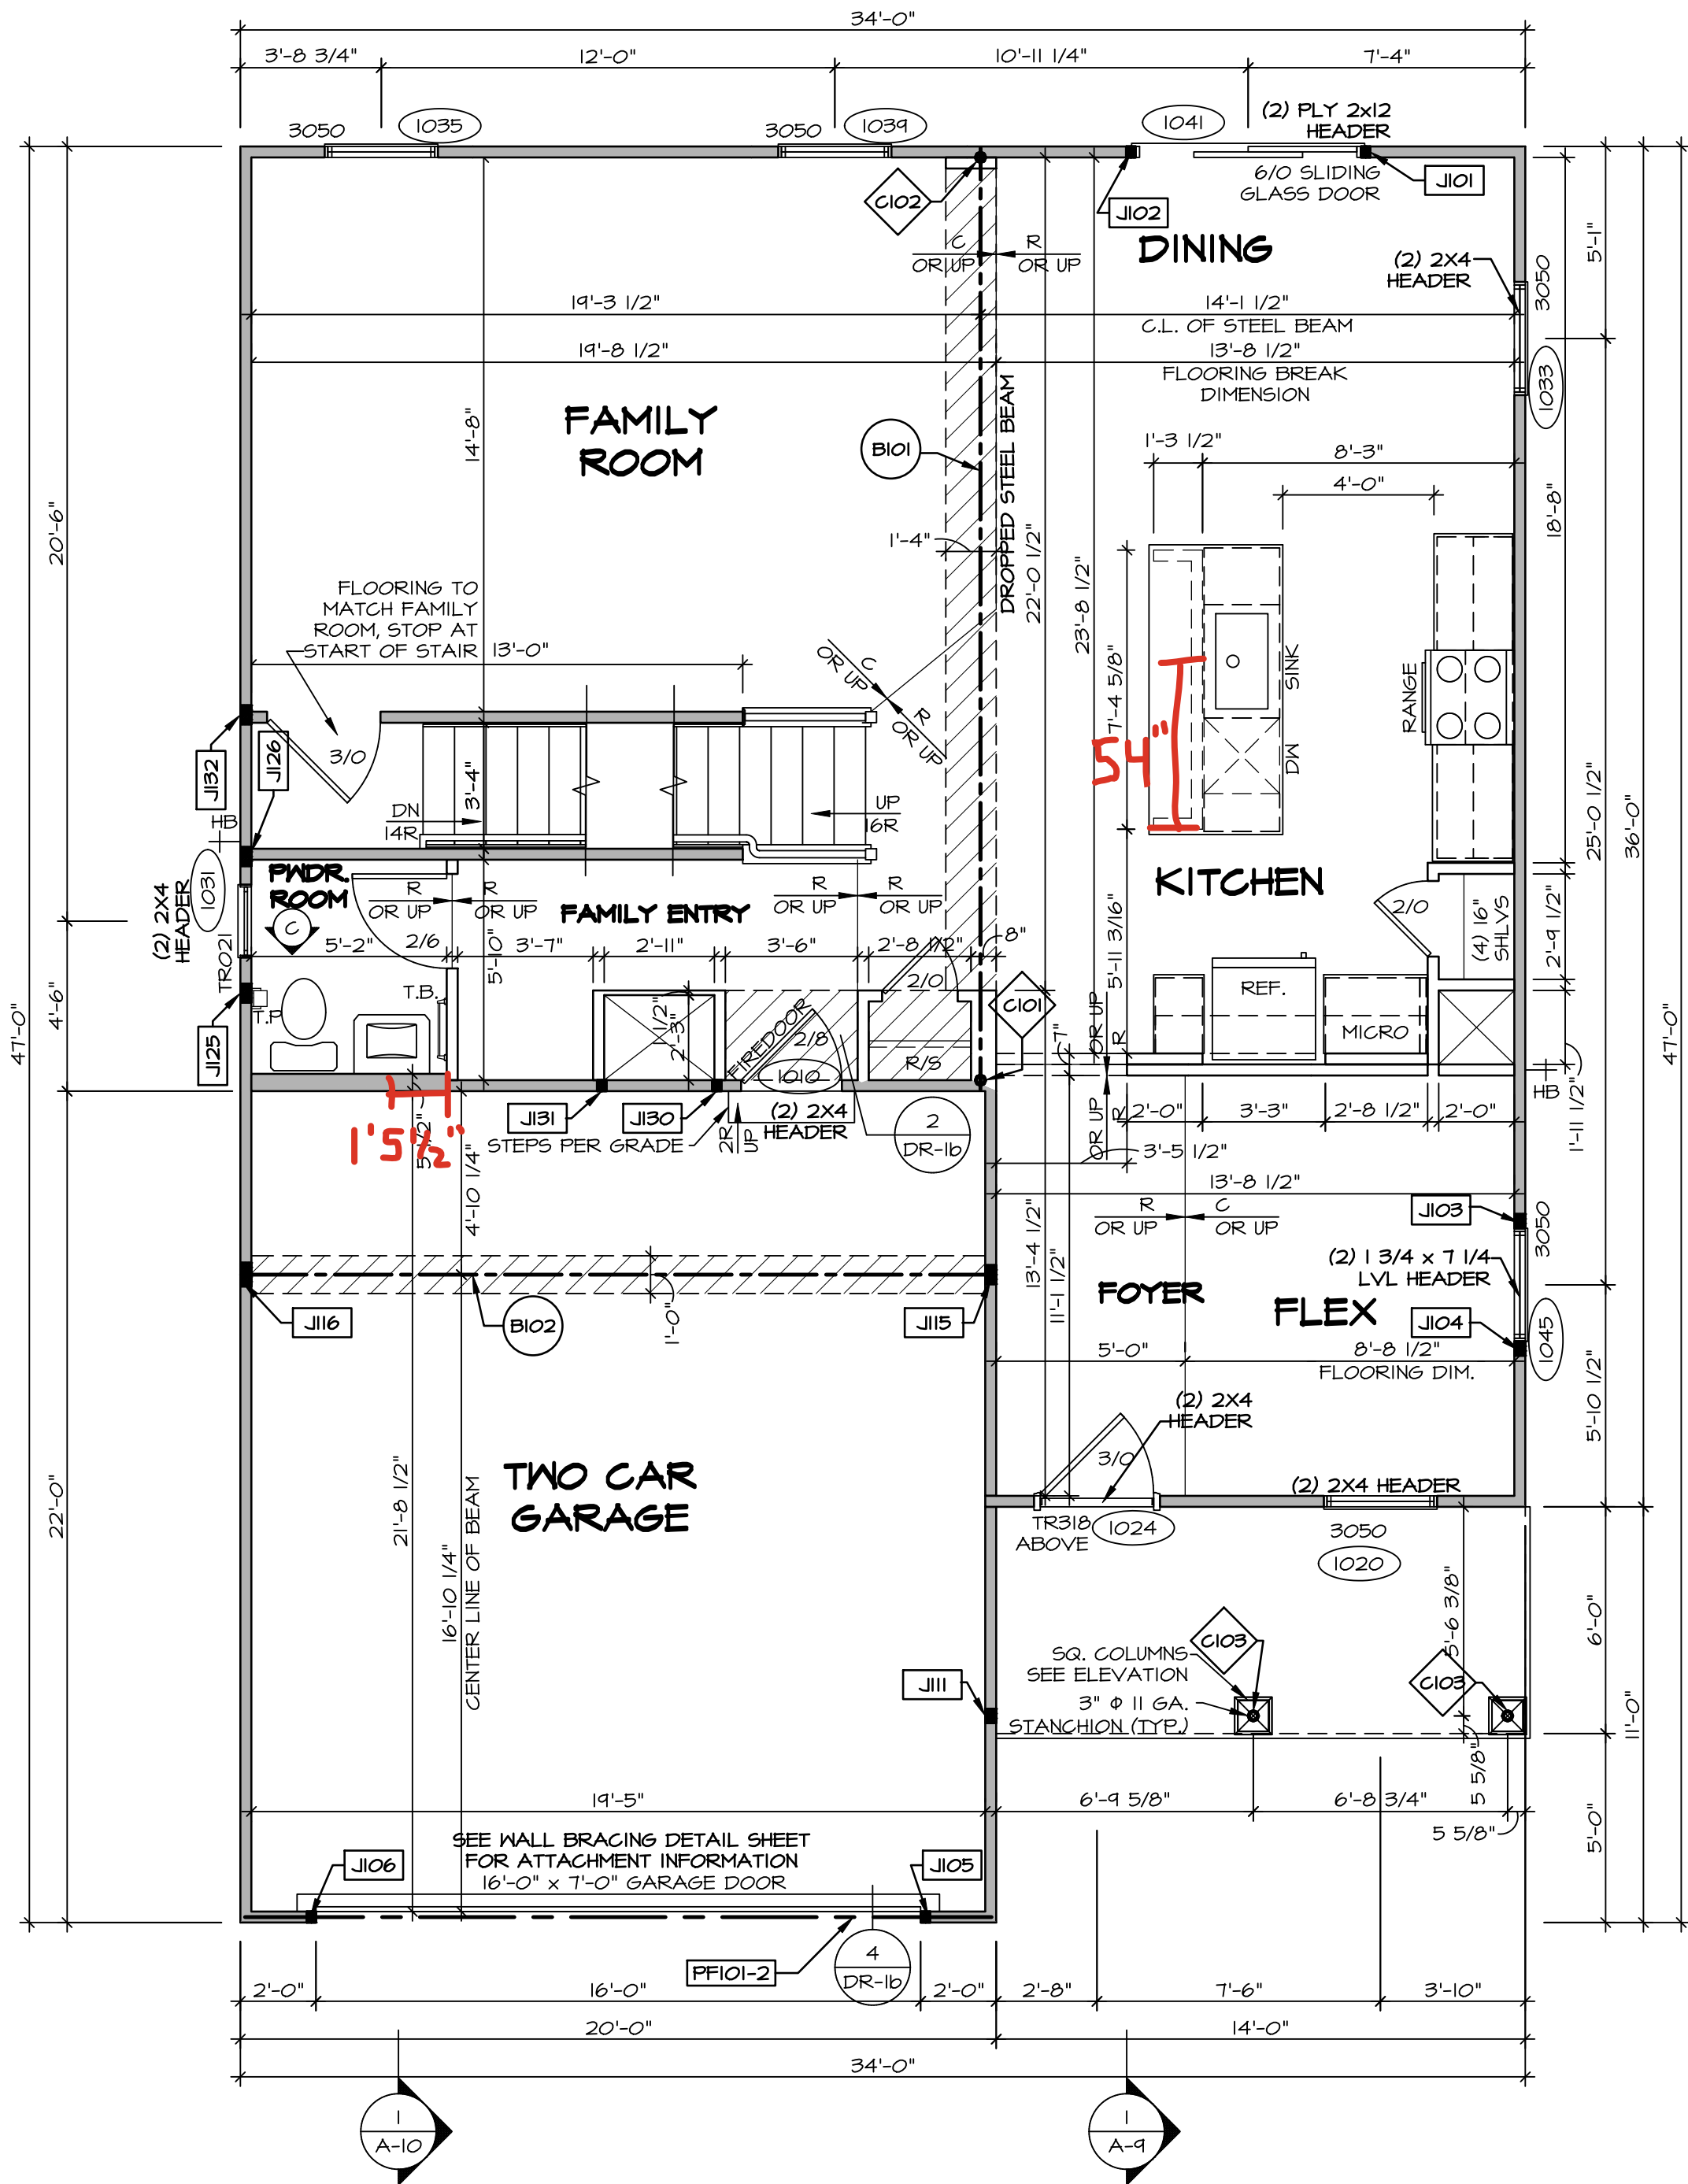 34'-0"
3'-8 3/4"
12'-0"
10'-11 1/4"
7'-4"
3050
1035
3050
1039
1041
(2) PLY 2x12
HEADER
6/0 SLIDING
GLASS DOOR
J101
C102
J102
C
OR UP
R
OR UP
DINING
(2) 2X4
HEADER
3050
5'-1"
19'-3 1/2"
14'-1 1/2"
C.L. OF STEEL BEAM
19'-8 1/2"
13'-8 1/2"
FLOORING BREAK
DIMENSION
1033
FAMILY
ROOM
14'-8"
B101
DROPPED STEEL BEAM
1'-3 1/2"
8'-3"
4'-0"
18'-8"
20'-6"
1'-4"
22'-0 1/2"
23'-8 1/2"
FLOORING TO
MATCH FAMILY
ROOM, STOP AT
START OF STAIR
13'-0"
C
OR UP
R
OR UP
7'-4 5/8"
54"
SINK
DW
RANGE
3/0
J132
J126
3'-4"
DN
14R
UP
16R
HB
25'-0 1/2"
36'-0"
1031
(2) 2X4
HEADER
TR021
PWDR.
ROOM
C
R
OR UP
R
OR UP
FAMILY ENTRY
R
OR UP
R
OR UP
KITCHEN
2/0
(4) 16"
SHLVS
2'-9 1/2"
5'-2"
2/6
5'-10"
3'-7"
2'-11"
3'-6"
2'-8 1/2"
8"
5'-11 3/16"
2/0
T.B.
T.P.
J125
1 1/2"
2'-3"
FIREDOOR
2/8
1010
R/S
C101
REF.
MICRO
47'-0"
4'-6"
47'-0"
7"
OR UP
R
OR UP
R
HB
1'-11 1/2"
1'5½"
5 1/2"
4'-10 1/4"
J131
J130
STEPS PER GRADE
2R
UP
(2) 2X4
HEADER
2
DR-1b
2'-0"
3'-3"
2'-8 1/2"
2'-0"
3'-5 1/2"
13'-8 1/2"
R
OR UP
C
OR UP
J103
3050
13'-4 1/2"
11'-1 1/2"
(2) 1 3/4 x 7 1/4
LVL HEADER
FOYER
FLEX
J104
1045
J116
B102
1'-0"
J115
5'-0"
8'-8 1/2"
FLOORING DIM.
5'-10 1/2"
(2) 2X4
HEADER
3/0
(2) 2X4 HEADER
TWO CAR
GARAGE
22'-0"
21'-8 1/2"
16'-10 1/4"
CENTER LINE OF BEAM
TR318
ABOVE
1024
3050
1020
5'-6 3/8"
6'-0"
C103
SQ. COLUMNS
SEE ELEVATION
C103
J111
3" Φ 11 GA.
STANCHION (TYP.)
11'-0"
5 5/8"
19'-5"
6'-9 5/8"
6'-8 3/4"
5 5/8"
5'-0"
SEE WALL BRACING DETAIL SHEET
FOR ATTACHMENT INFORMATION
16'-0" x 7'-0" GARAGE DOOR
J106
J105
PF101-2
4
DR-1b
2'-0"
16'-0"
2'-0"
2'-8"
7'-6"
3'-10"
20'-0"
14'-0"
34'-0"
1
A-10
1
A-9